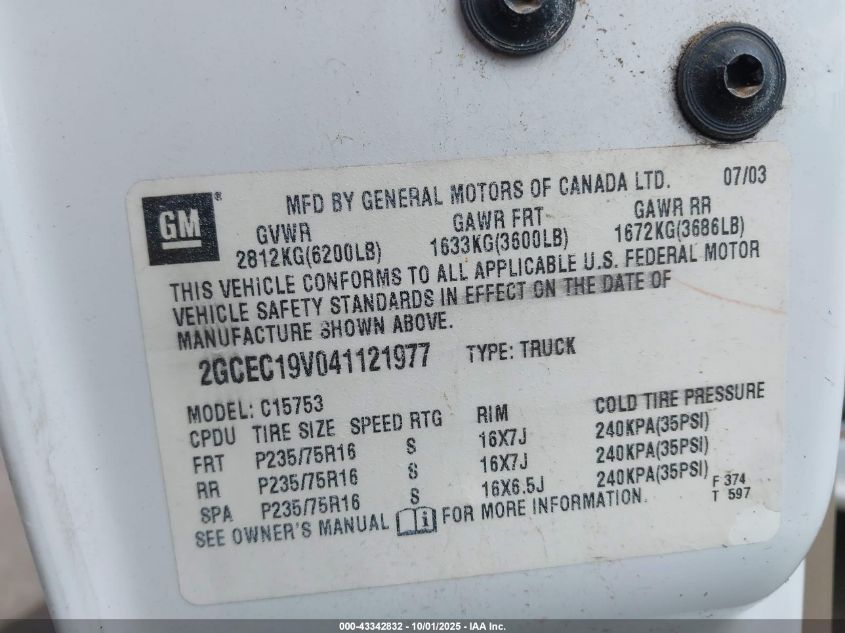 GM
MFD BY GENERAL MOTORS OF CANADA LTD. 07/03
GVWR GAWR FRT GAWR RR
2812KG(6200LB) 1633KG(3600LB) 1672KG(3686LB)
THIS VEHICLE CONFORMS TO ALL APPLICABLE U.S. FEDERAL MOTOR
VEHICLE SAFETY STANDARDS IN EFFECT ON THE DATE OF
MANUFACTURE SHOWN ABOVE.
2GCEC19V041121977 TYPE: TRUCK
MODEL: C15753
CPDU TIRE SIZE SPEED RTG RIM COLD TIRE PRESSURE
FRT P235/75R16 S 16X7J 240KPA(35PSI)
RR P235/75R16 S 16X7J 240KPA(35PSI)
SPA P235/75R16 S 16X6.5J 240KPA(35PSI)
SEE OWNER'S MANUAL i FOR MORE INFORMATION.
F 374
T 597
000-43342832 - 10/01/2025 - IAA Inc.